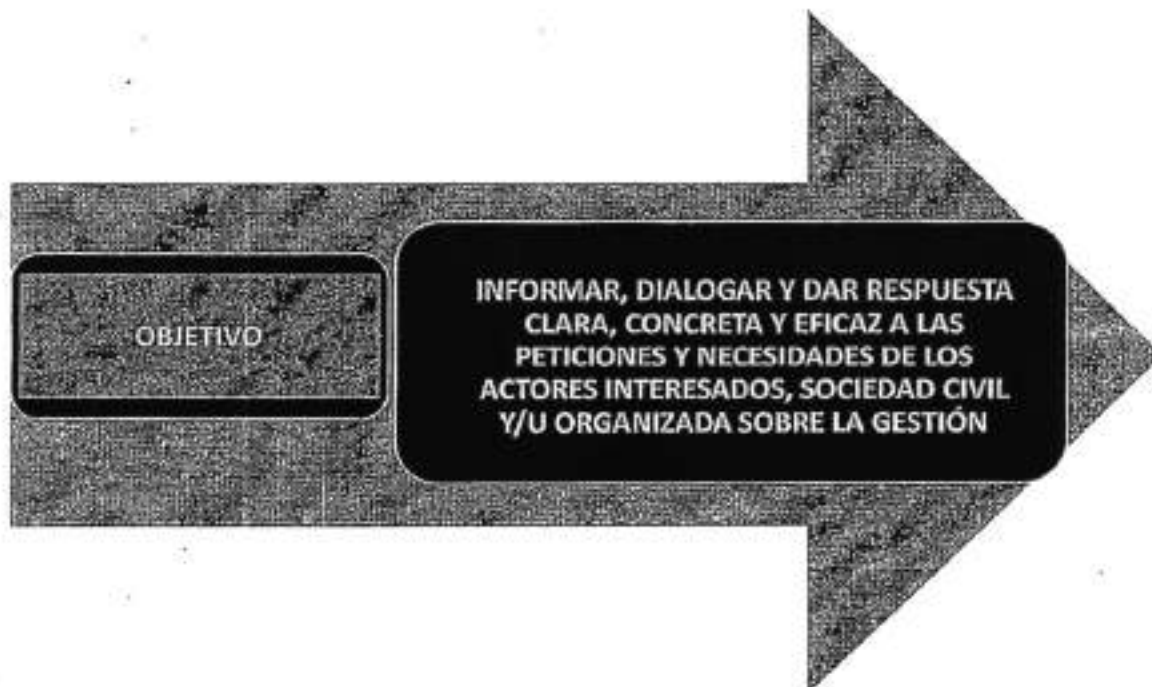 OBJETIVO
INFORMAR, DIALOGAR Y DAR RESPUESTA
CLARA, CONCRETA Y EFICAZ A LAS
PETICIONES Y NECESIDADES DE LOS
ACTORES INTERESADOS, SOCIEDAD CIVIL
Y/U ORGANIZADA SOBRE LA GESTIÓN